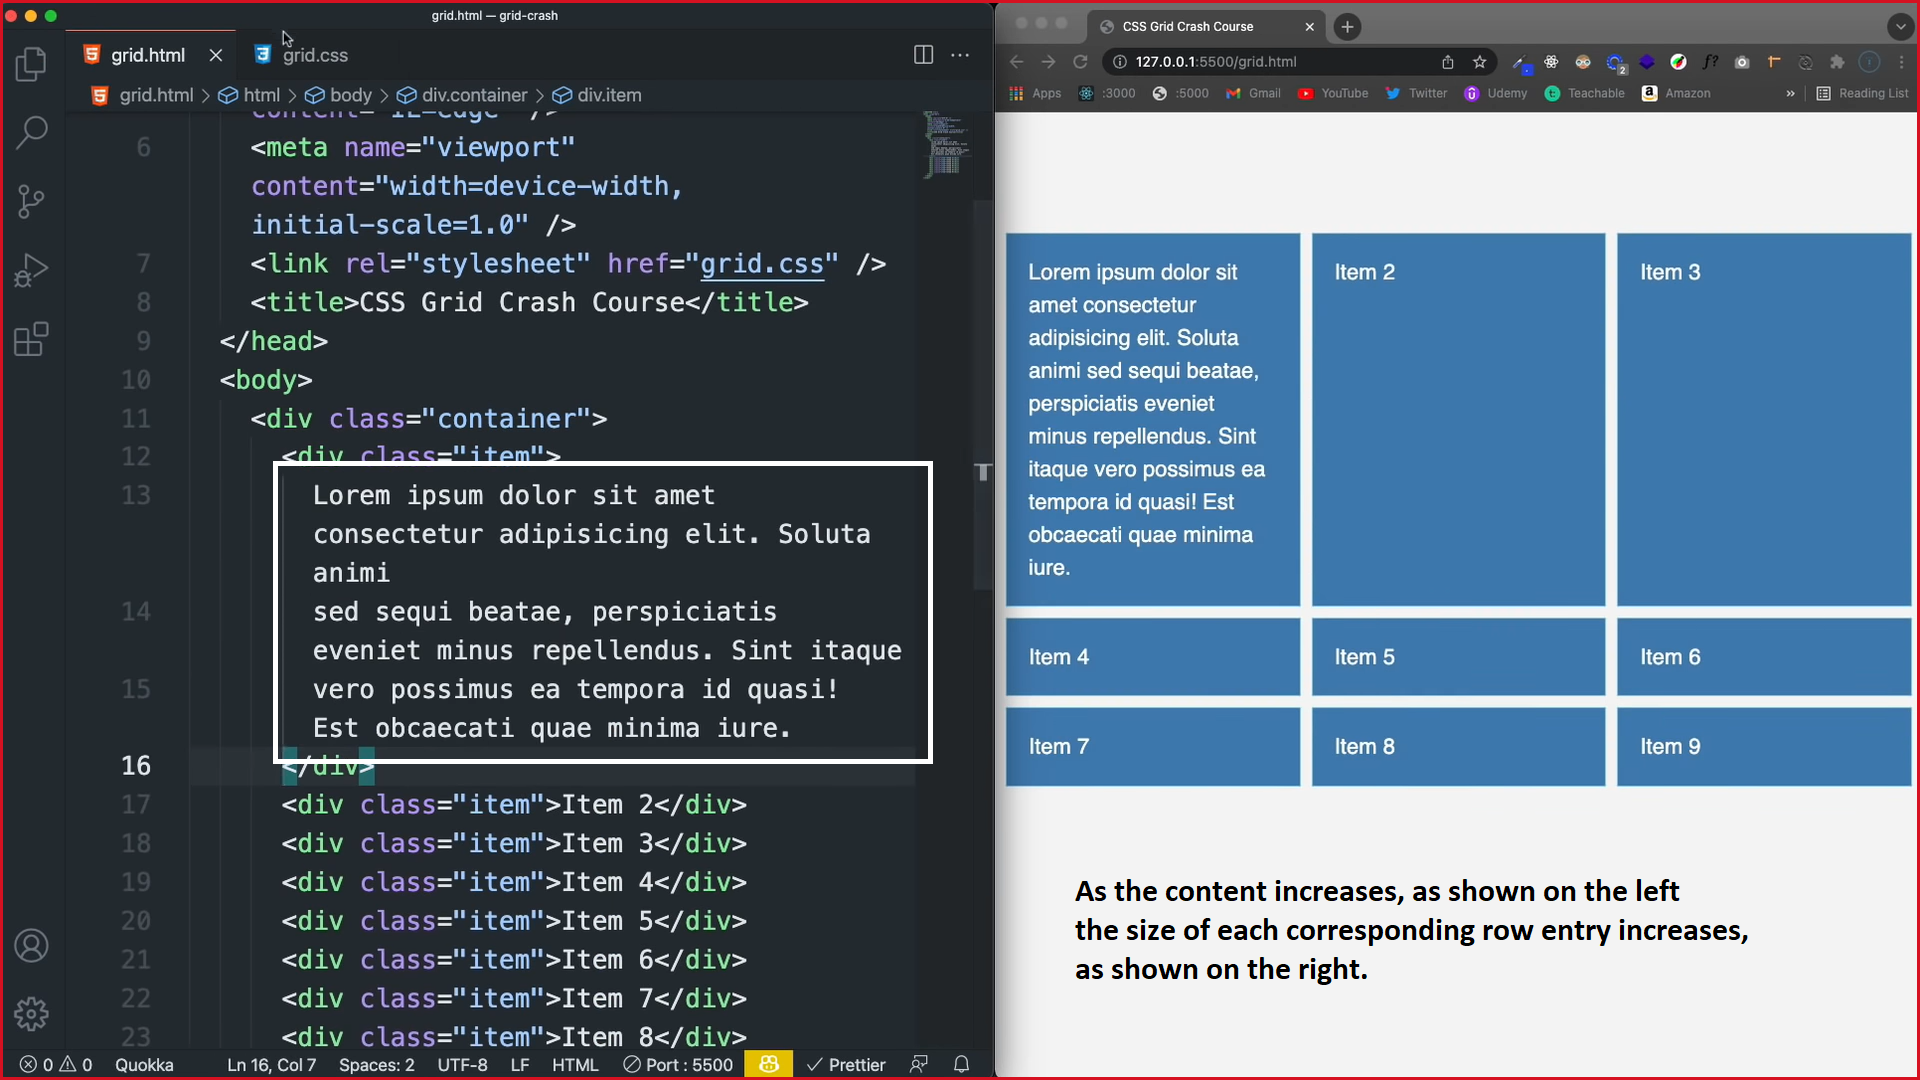 grid.html — grid-crash
grid.html
grid.css
grid.html > html > body > div.container > div.item
content="IE=edge" />
6 <meta name="viewport"
content="width=device-width,
initial-scale=1.0" />
7 <link rel="stylesheet" href="grid.css" />
8 <title>CSS Grid Crash Course</title>
9 </head>
10 <body>
11 <div class="container">
12 <div class="item">
13 Lorem ipsum dolor sit amet
consectetur adipisicing elit. Soluta
animi
14 sed sequi beatae, perspiciatis
eveniet minus repellendus. Sint itaque
15 vero possimus ea tempora id quasi!
Est obcaecati quae minima iure.
16 </div>
17 <div class="item">Item 2</div>
18 <div class="item">Item 3</div>
19 <div class="item">Item 4</div>
20 <div class="item">Item 5</div>
21 <div class="item">Item 6</div>
22 <div class="item">Item 7</div>
23 <div class="item">Item 8</div>
0 0 Quokka Ln 16, Col 7 Spaces: 2 UTF-8 LF HTML Port : 5500 Prettier
CSS Grid Crash Course
127.0.0.1:5500/grid.html
Apps :3000 :5000 Gmail YouTube Twitter Udemy Teachable Amazon » Reading List
Lorem ipsum dolor sit
amet consectetur
adipisicing elit. Soluta
animi sed sequi beatae,
perspiciatis eveniet
minus repellendus. Sint
itaque vero possimus ea
tempora id quasi! Est
obcaecati quae minima
iure.
Item 2
Item 3
Item 4
Item 5
Item 6
Item 7
Item 8
Item 9
As the content increases, as shown on the left
the size of each corresponding row entry increases,
as shown on the right.